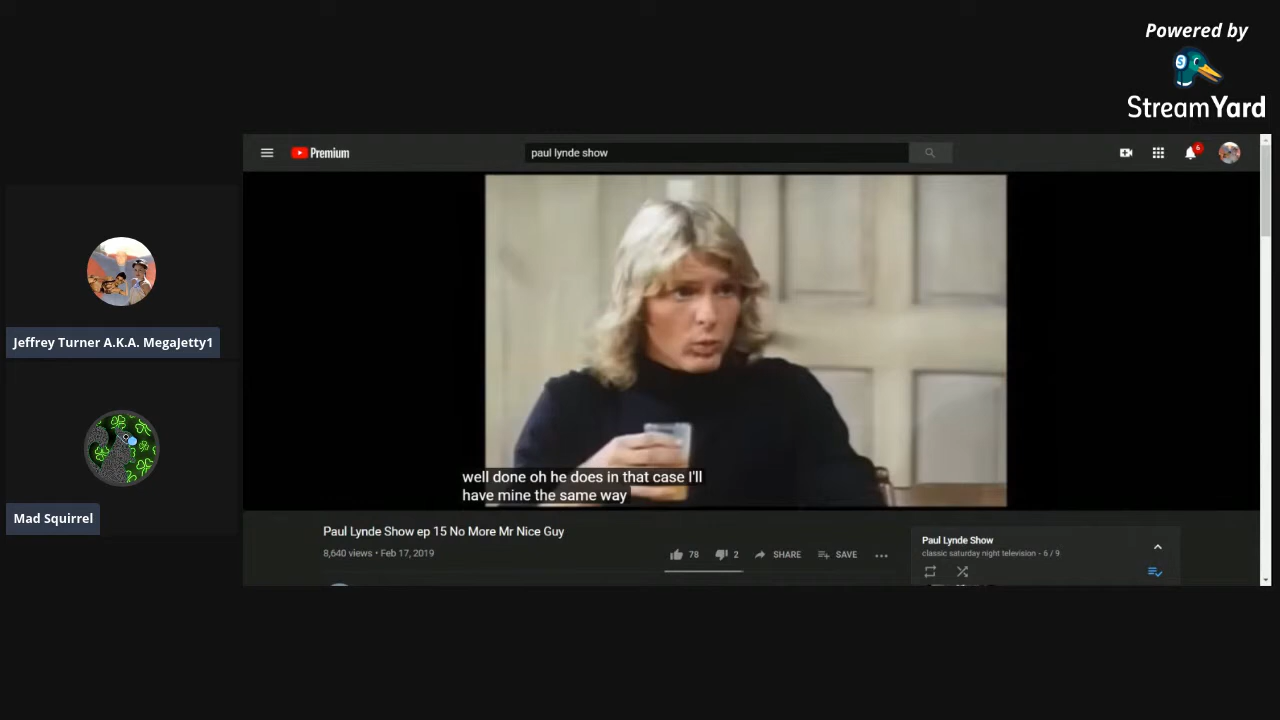 Powered by
StreamYard
Premium
paul lynde show
6
Jeffrey Turner A.K.A. MegaJetty1
Mad Squirrel
well done oh he does in that case I'll
have mine the same way
Paul Lynde Show ep 15 No More Mr Nice Guy
8,640 views • Feb 17, 2019
78
2
SHARE
SAVE
Paul Lynde Show
classic saturday night television - 6 / 9